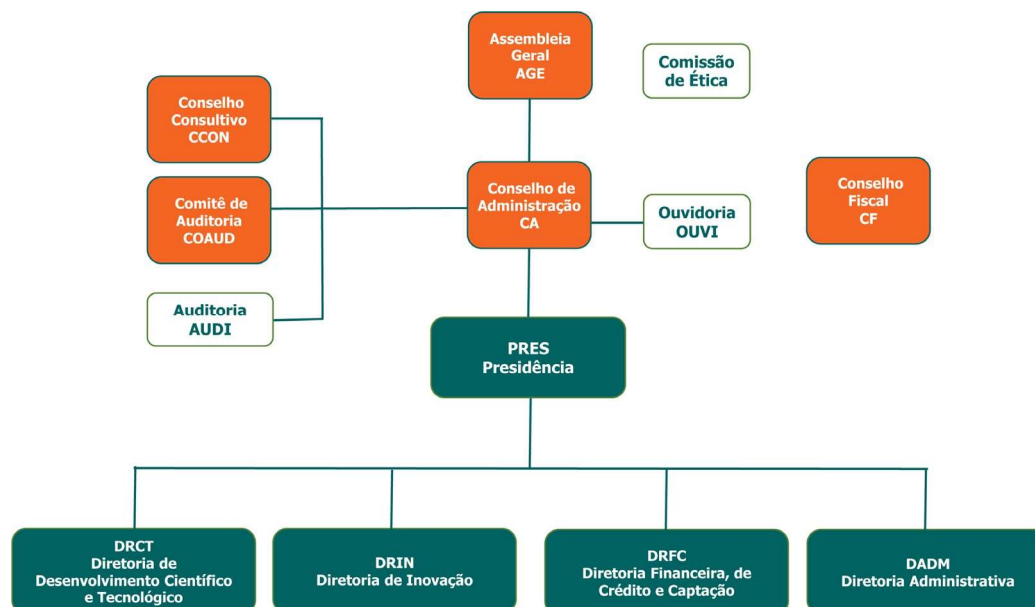 Assembleia
Geral
AGE
Comissão
de Ética
Conselho
Consultivo
CCON
Comitê de
Auditoria
COAUD
Conselho de
Administração
CA
Ouvidoria
OUVI
Conselho
Fiscal
CF
Auditoria
AUDI
PRES
Presidência
DRCT
Diretoria de
Desenvolvimento Científico
e Tecnológico
DRIN
Diretoria de Inovação
DRFC
Diretoria Financeira, de
Crédito e Captação
DADM
Diretoria Administrativa